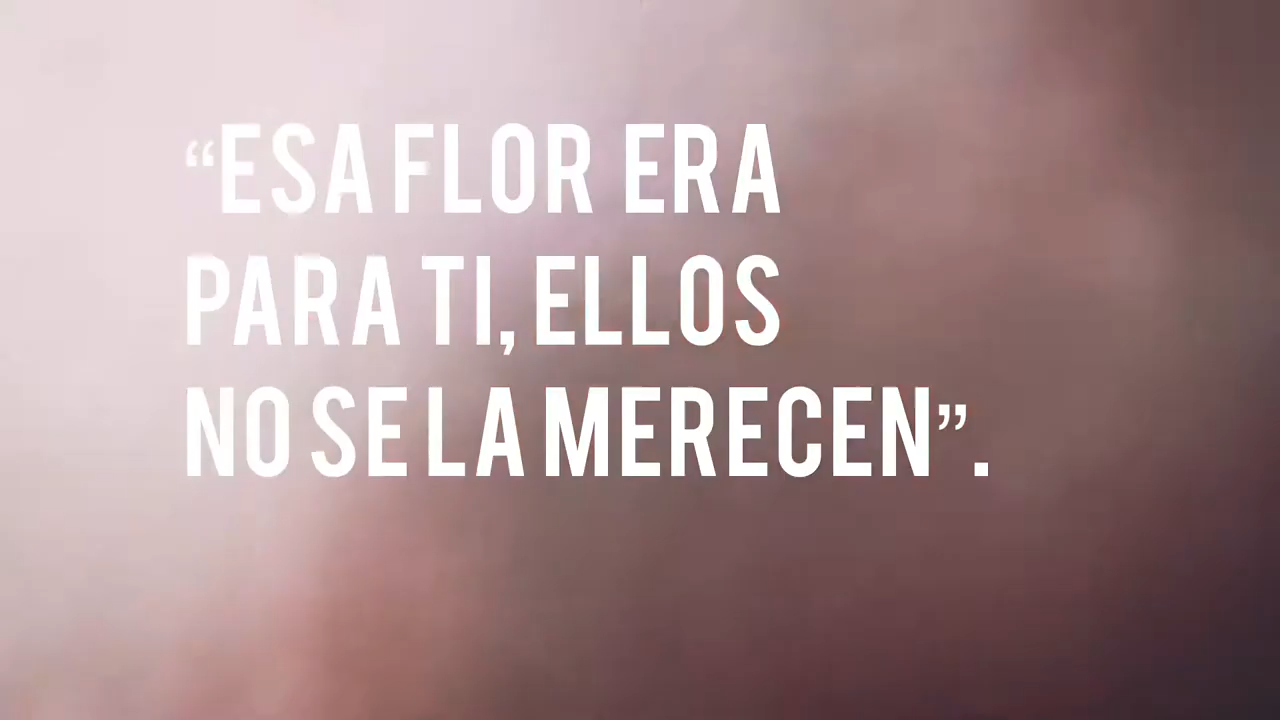 “ESA FLOR ERA
PARA TI, ELLOS
NO SE LA MERECEN”.